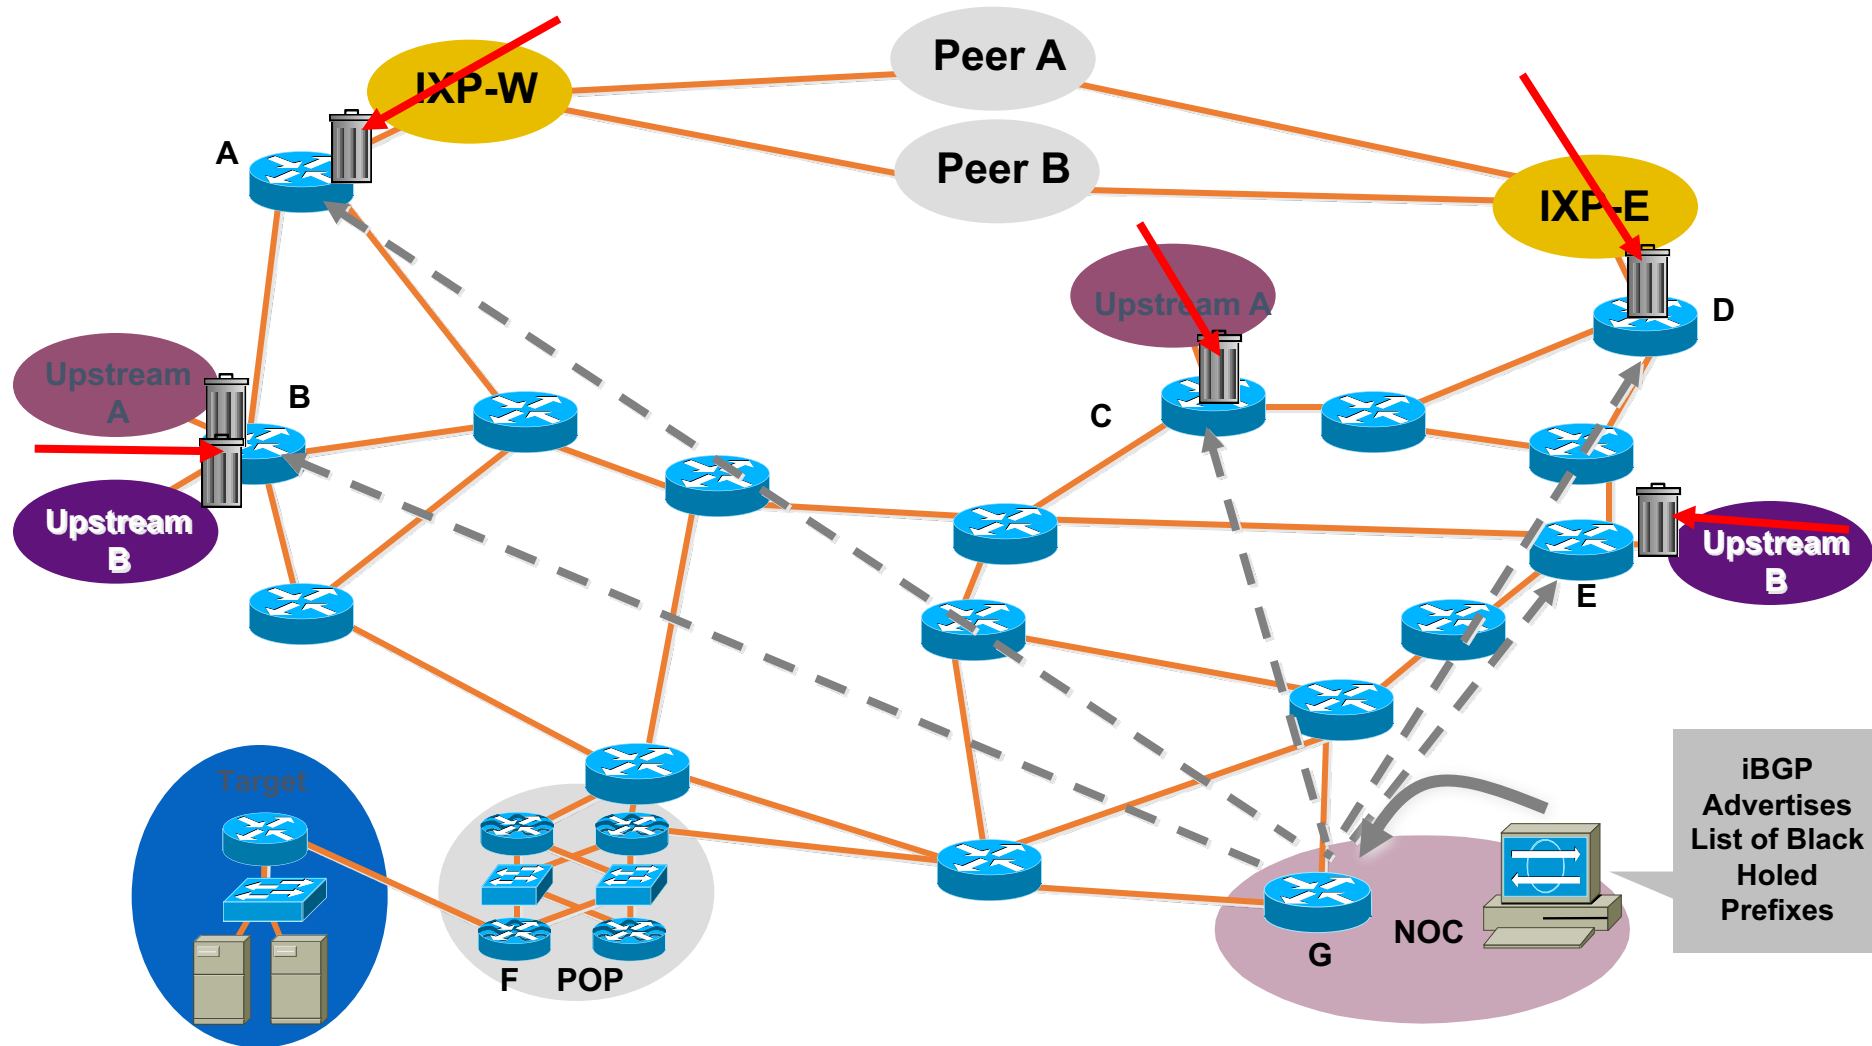 Peer A
IXP-W
A
Peer B
IXP-E
Upstream A
D
Upstream
A
B
C
Upstream
B
Upstream
B
E
Target
iBGP
Advertises
List of Black
Holed
Prefixes
NOC
G
F
POP